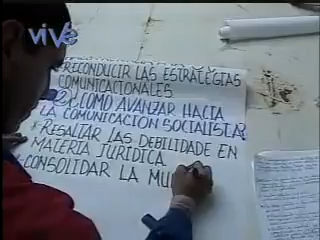 vive
* RECONDUCIR LAS ESTRATEGIAS
COMUNICACIONALES
2) ¿COMO AVANZAR HACIA
LA COMUNICACION SOCIALISTA?
* RESALTAR LAS DEBILIDADE EN
MATERIA JURIDICA.
* CONSOLIDAR LA MU